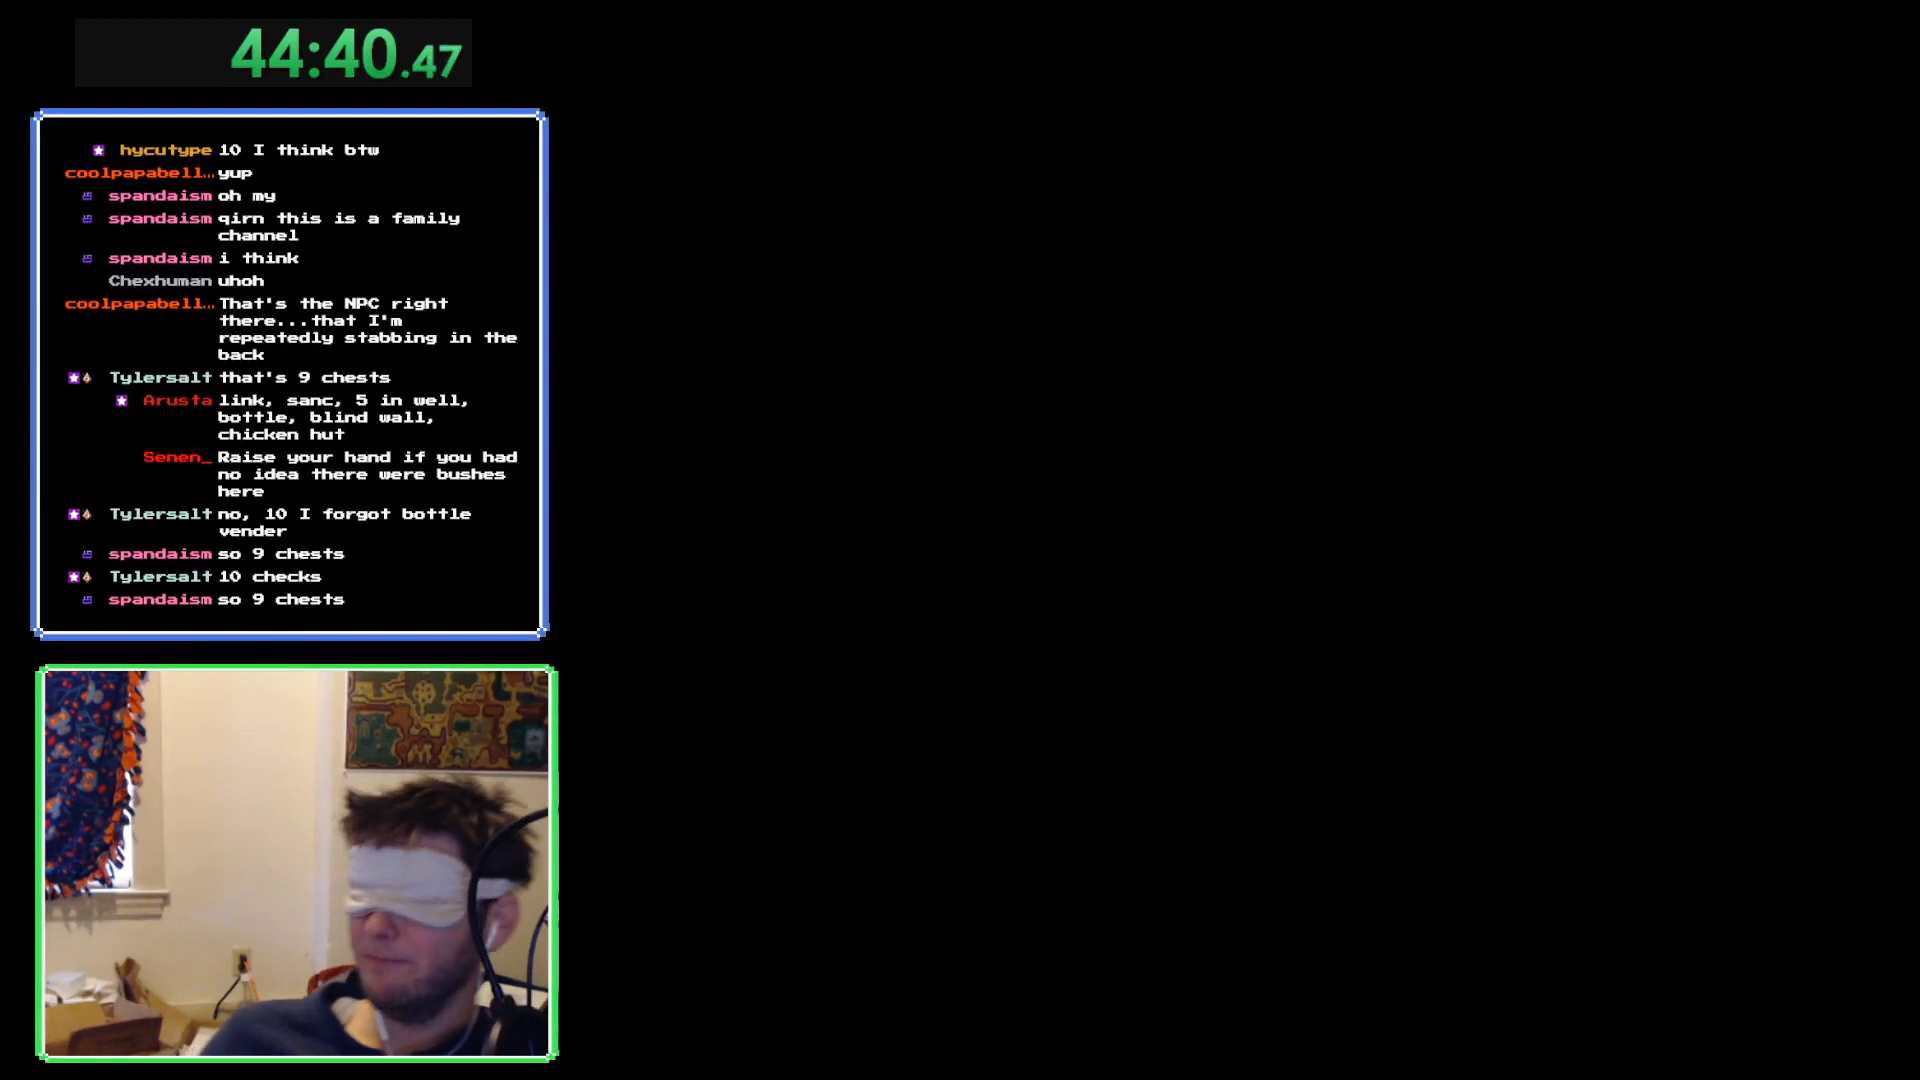 44:40.47
hycutype 10 I think btw
coolpapabell… yup
spandaism oh my
spandaism qirn this is a family
channel
spandaism i think
Chexhuman uhoh
coolpapabell… That's the NPC right
there...that I'm
repeatedly stabbing in the
back
Tylersalt that's 9 chests
Arusta link, sanc, 5 in well,
bottle, blind wall,
chicken hut
Senen_ Raise your hand if you had
no idea there were bushes
here
Tylersalt no, 10 I forgot bottle
vender
spandaism so 9 chests
Tylersalt 10 checks
spandaism so 9 chests